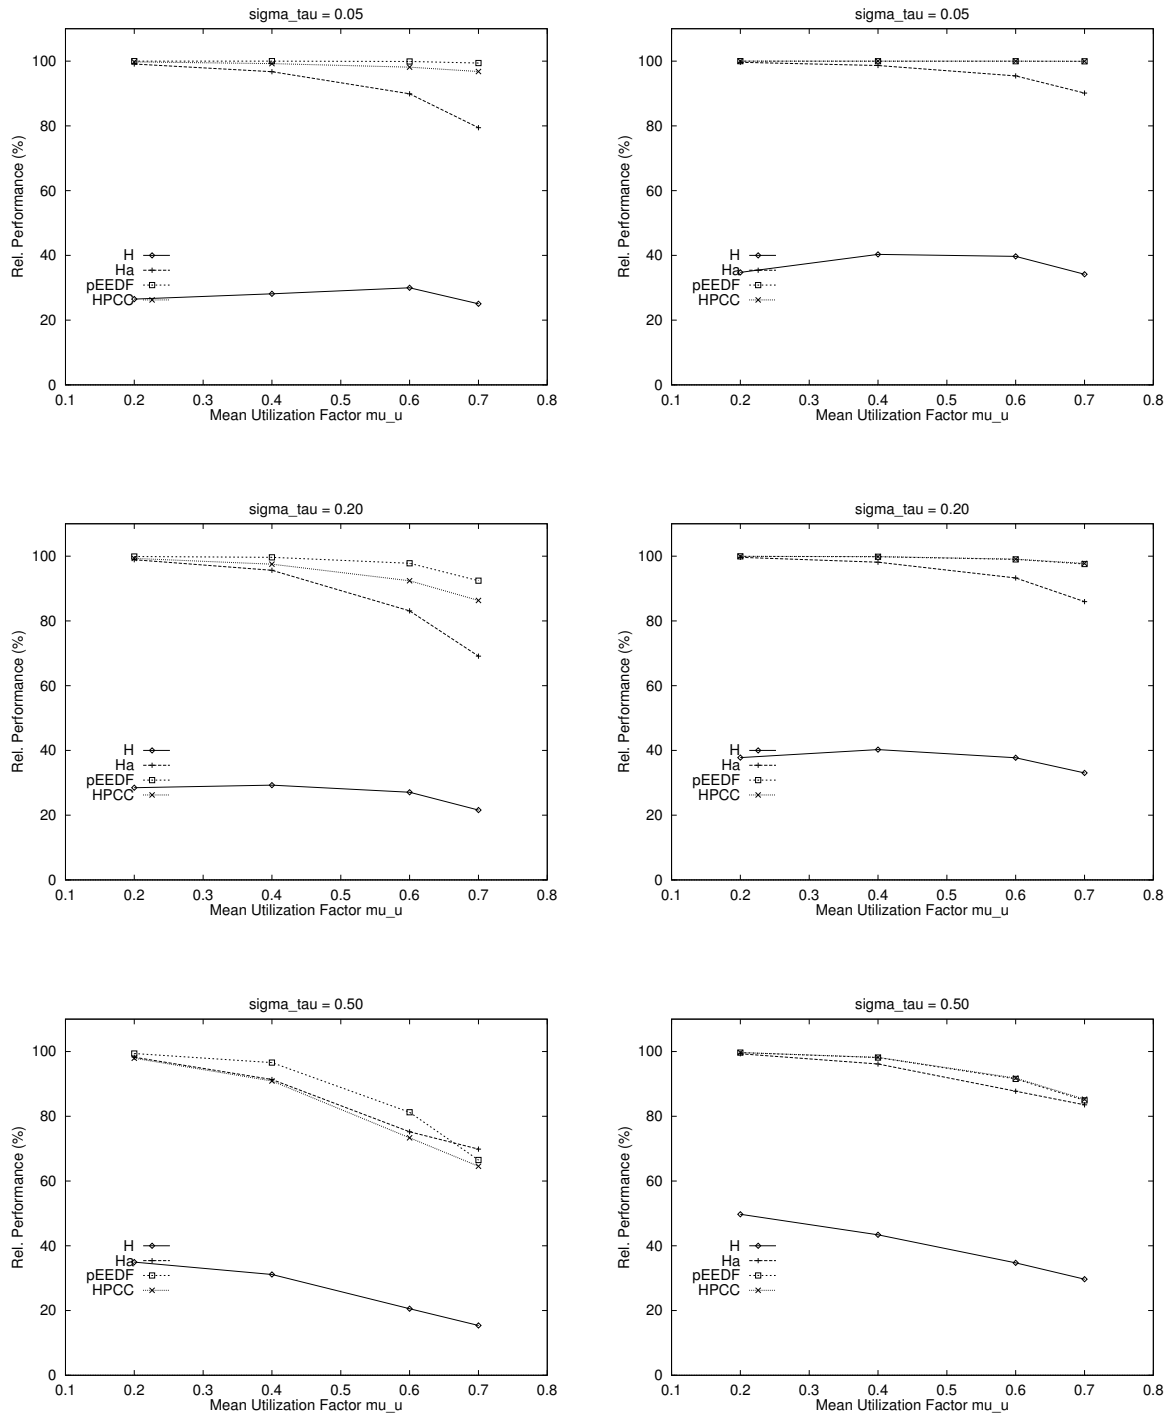 sigma_tau = 0.05
Rel. Performance (%)
100
80
60
40
20
0
H
Ha
pEEDF
HPCC
0.1 0.2 0.3 0.4 0.5 0.6 0.7 0.8
Mean Utilization Factor mu_u
sigma_tau = 0.05
Rel. Performance (%)
100
80
60
40
20
0
H
Ha
pEEDF
HPCC
0.1 0.2 0.3 0.4 0.5 0.6 0.7 0.8
Mean Utilization Factor mu_u
sigma_tau = 0.20
Rel. Performance (%)
100
80
60
40
20
0
H
Ha
pEEDF
HPCC
0.1 0.2 0.3 0.4 0.5 0.6 0.7 0.8
Mean Utilization Factor mu_u
sigma_tau = 0.20
Rel. Performance (%)
100
80
60
40
20
0
H
Ha
pEEDF
HPCC
0.1 0.2 0.3 0.4 0.5 0.6 0.7 0.8
Mean Utilization Factor mu_u
sigma_tau = 0.50
Rel. Performance (%)
100
80
60
40
20
0
H
Ha
pEEDF
HPCC
0.1 0.2 0.3 0.4 0.5 0.6 0.7 0.8
Mean Utilization Factor mu_u
sigma_tau = 0.50
Rel. Performance (%)
100
80
60
40
20
0
H
Ha
pEEDF
HPCC
0.1 0.2 0.3 0.4 0.5 0.6 0.7 0.8
Mean Utilization Factor mu_u